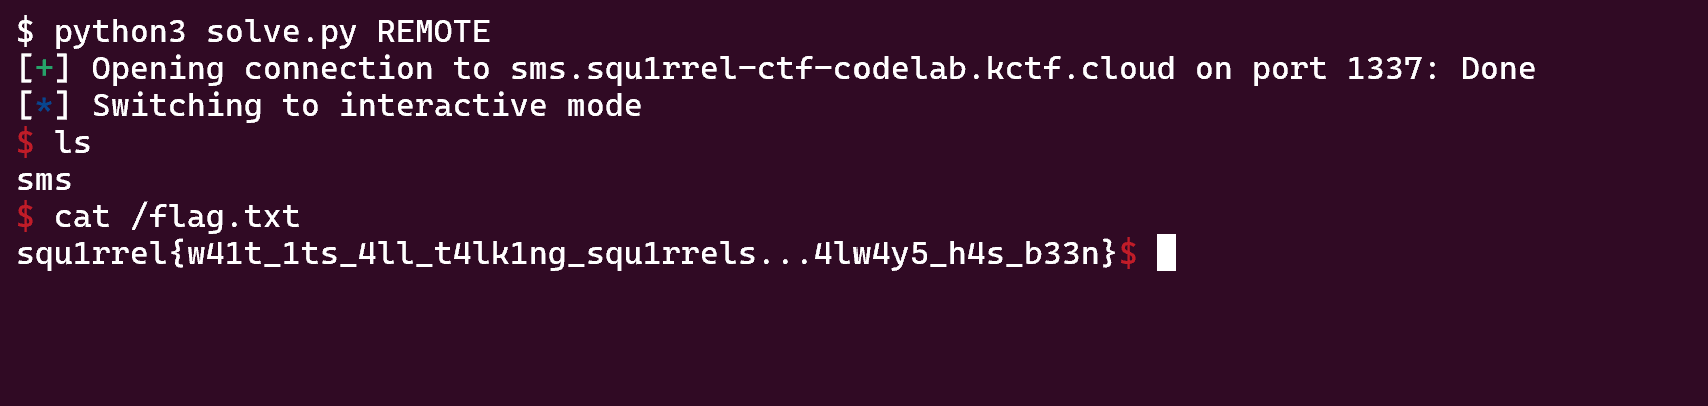 $ python3 solve.py REMOTE
[+] Opening connection to sms.squ1rrel-ctf-codelab.kctf.cloud on port 1337: Done
[*] Switching to interactive mode
$ ls
sms
$ cat /flag.txt
squ1rrel{w41t_1ts_4ll_t4lk1ng_squ1rrels...4lw4y5_h4s_b33n}$